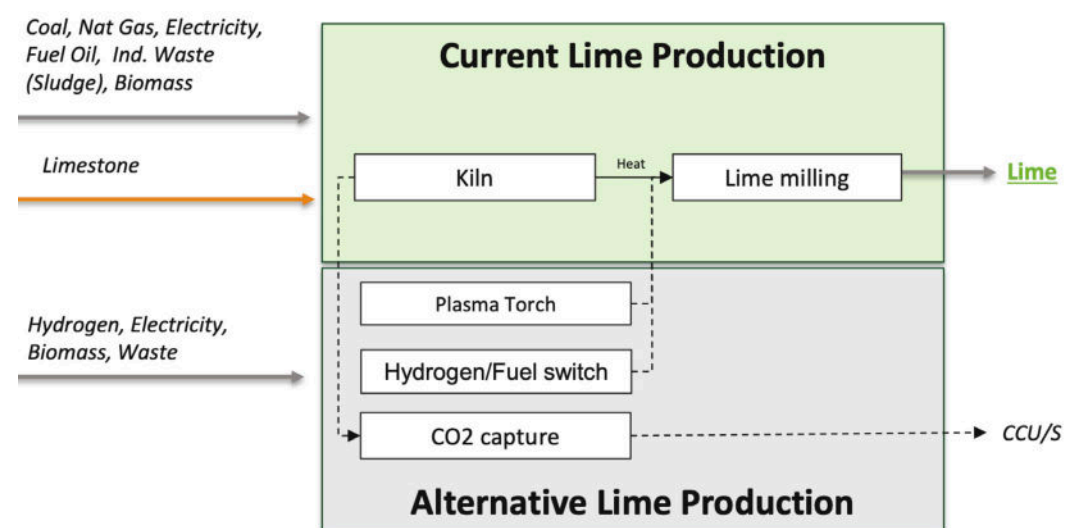 Coal, Nat Gas, Electricity,
Fuel Oil, Ind. Waste
(Sludge), Biomass
Current Lime Production
Limestone
Kiln
Heat
Lime milling
Lime
Plasma Torch
Hydrogen, Electricity,
Biomass, Waste
Hydrogen/Fuel switch
CO2 capture
CCU/S
Alternative Lime Production